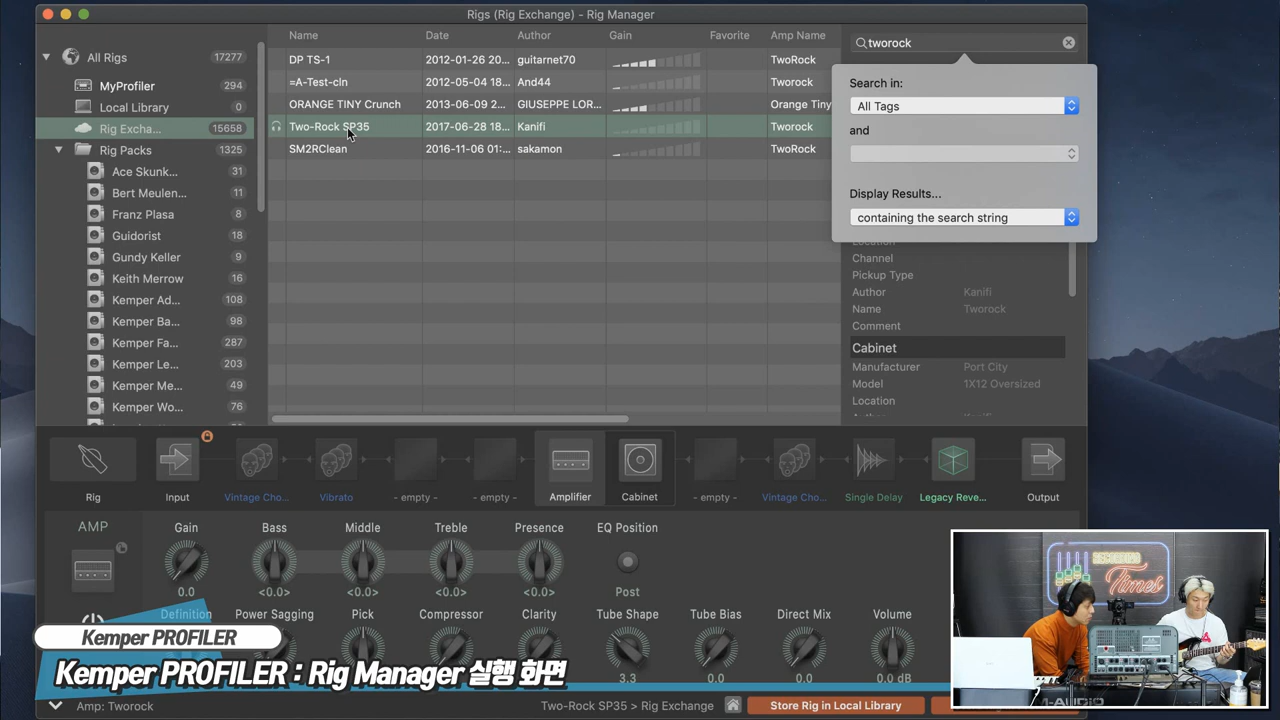 Rigs (Rig Exchange) - Rig Manager
All Rigs 17277
MyProfiler 294
Local Library 0
Rig Excha... 15658
Rig Packs 1325
Ace Skunk... 31
Bert Meulen... 11
Franz Plasa 8
Guidorist 18
Gundy Keller 9
Keith Merrow 16
Kemper Ad... 108
Kemper Ba... 98
Kemper Fa... 287
Kemper Le... 203
Kemper Me... 49
Kemper Wo... 76
Name Date Author Gain Favorite Amp Name
DP TS-1 2012-01-26 20... guitarnet70 TwoRock
=A-Test-cln 2012-05-04 18... And44 Tworock
ORANGE TINY Crunch 2013-06-09 2... GIUSEPPE LOR... Orange Tiny
Two-Rock SP35 2017-06-28 18... Kanifi Tworock
SM2RClean 2016-11-06 01:... sakamon TwoRock
tworock
Search in:
All Tags
and
Display Results...
containing the search string
Location
Channel
Pickup Type
Author Kanifi
Name Tworock
Comment
Cabinet
Manufacturer Port City
Model 1X12 Oversized
Location
Rig Input Vintage Cho... Vibrato - empty - - empty - Amplifier Cabinet - empty - Vintage Cho... Single Delay Legacy Reve... Output
AMP
Gain Bass Middle Treble Presence EQ Position
0.0 <0.0> <0.0> <0.0> <0.0> Post
Definition Power Sagging Pick Compressor Clarity Tube Shape Tube Bias Direct Mix Volume
3.3 0.0 0.0 0.0 dB
Kemper PROFILER
Kemper PROFILER : Rig Manager 실행 화면
Amp: Tworock
Two-Rock SP35 > Rig Exchange
Store Rig in Local Library
Times
M-AUDIO